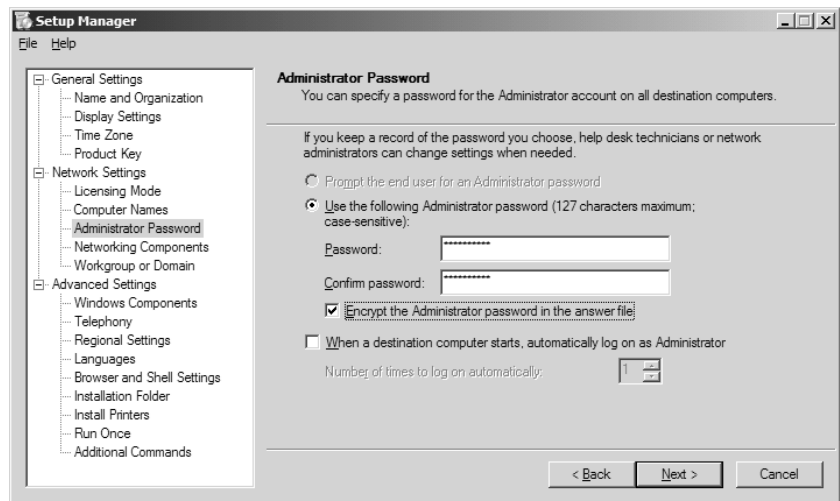 Setup Manager
File Help
General Settings
Name and Organization
Display Settings
Time Zone
Product Key
Network Settings
Licensing Mode
Computer Names
Administrator Password
Networking Components
Workgroup or Domain
Advanced Settings
Windows Components
Telephony
Regional Settings
Languages
Browser and Shell Settings
Installation Folder
Install Printers
Run Once
Additional Commands
Administrator Password
You can specify a password for the Administrator account on all destination computers.
If you keep a record of the password you choose, help desk technicians or network
administrators can change settings when needed.
Prompt the end user for an Administrator password
Use the following Administrator password (127 characters maximum;
case-sensitive):
Password: **********
Confirm password: **********
Encrypt the Administrator password in the answer file
When a destination computer starts, automatically log on as Administrator
Number of times to log on automatically: 1
< Back Next > Cancel